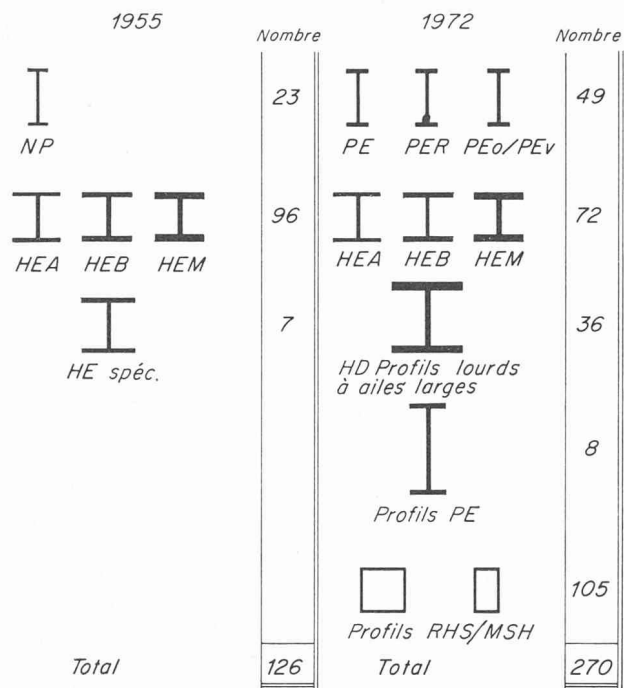 1955 Nombre 1972 Nombre
23 49
NP PE PER PEo/PEv
96 72
HEA HEB HEM HEA HEB HEM
7 36
HE spéc. HD Profils lourds
à ailes larges
8
Profils PE
105
Profils RHS/MSH
Total 126 Total 270